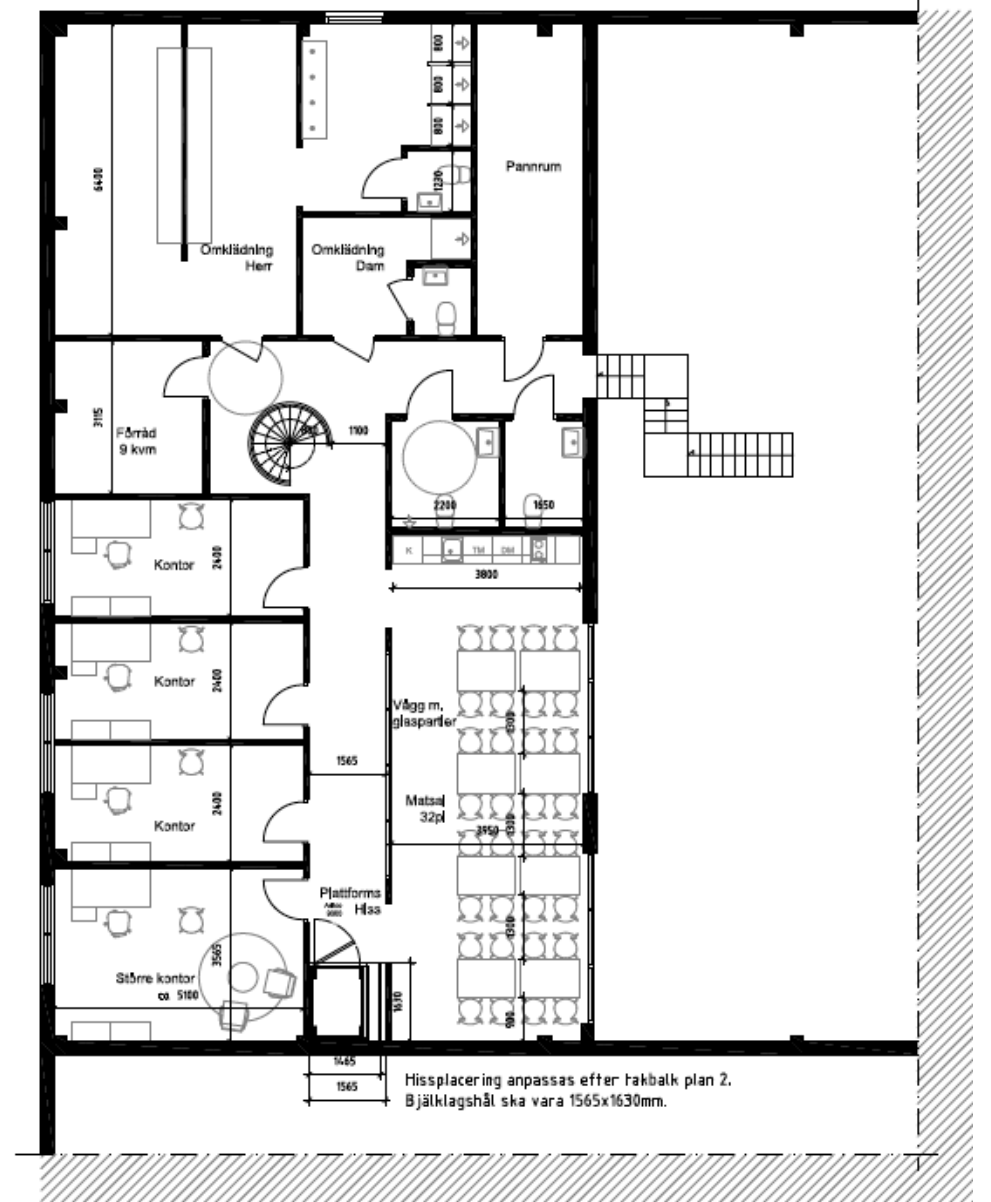 800
800
800
Pannrum
6400
1230
Omklädning
Herr
Omklädning
Dam
3115
Förråd
9 kvm
1100
2200
1650
K
TM
DM
3800
Kontor
2400
Kontor
2400
Vägg m,
glaspartier
1300
1565
Kontor
2400
Matsal
32pl
3950
1300
Plattforms
Hiss
1300
Större kontor
ca 5100
3565
1630
900
1465
1565
Hissplacering anpassas efter takbalk plan 2.
Bjälklagshål ska vara 1565x1630mm.